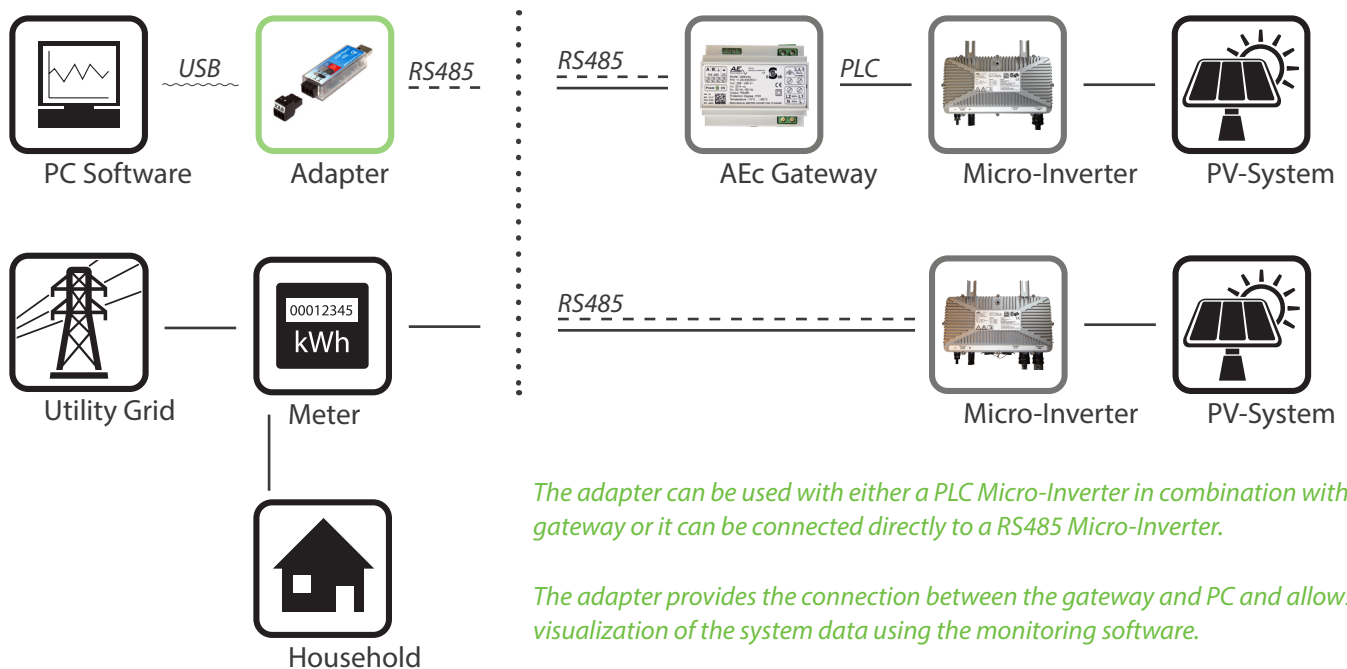 USB
RS485
PC Software
Adapter
RS485
PLC
AEc Gateway
Micro-Inverter
PV-System
00012345
kWh
Utility Grid
Meter
RS485
Micro-Inverter
PV-System
Household
The adapter can be used with either a PLC Micro-Inverter in combination with
gateway or it can be connected directly to a RS485 Micro-Inverter.
The adapter provides the connection between the gateway and PC and allow
visualization of the system data using the monitoring software.